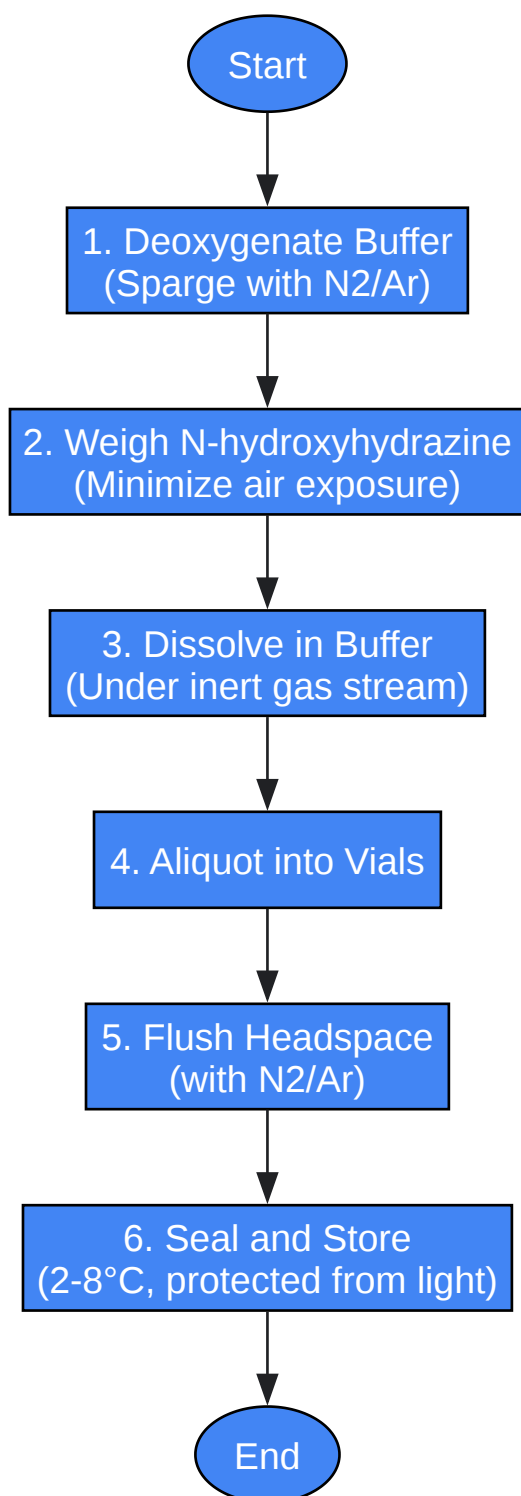 Start
1. Deoxygenate Buffer
(Sparge with N2/Ar)
2. Weigh N-hydroxyhydrazine
(Minimize air exposure)
3. Dissolve in Buffer
(Under inert gas stream)
4. Aliquot into Vials
5. Flush Headspace
(with N2/Ar)
6. Seal and Store
(2-8°C, protected from light)
End